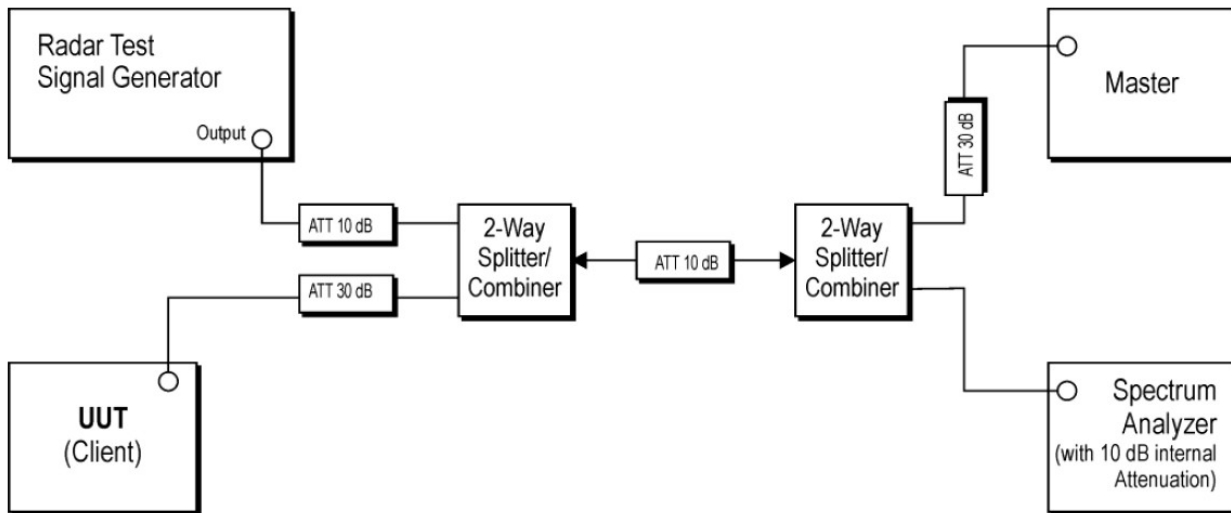 Radar Test
Signal Generator
Output
ATT 10 dB
ATT 30 dB
UUT
(Client)
2-Way
Splitter/
Combiner
ATT 10 dB
2-Way
Splitter/
Combiner
ATT 30 dB
Master
Spectrum
Analyzer
(with 10 dB internal
Attenuation)